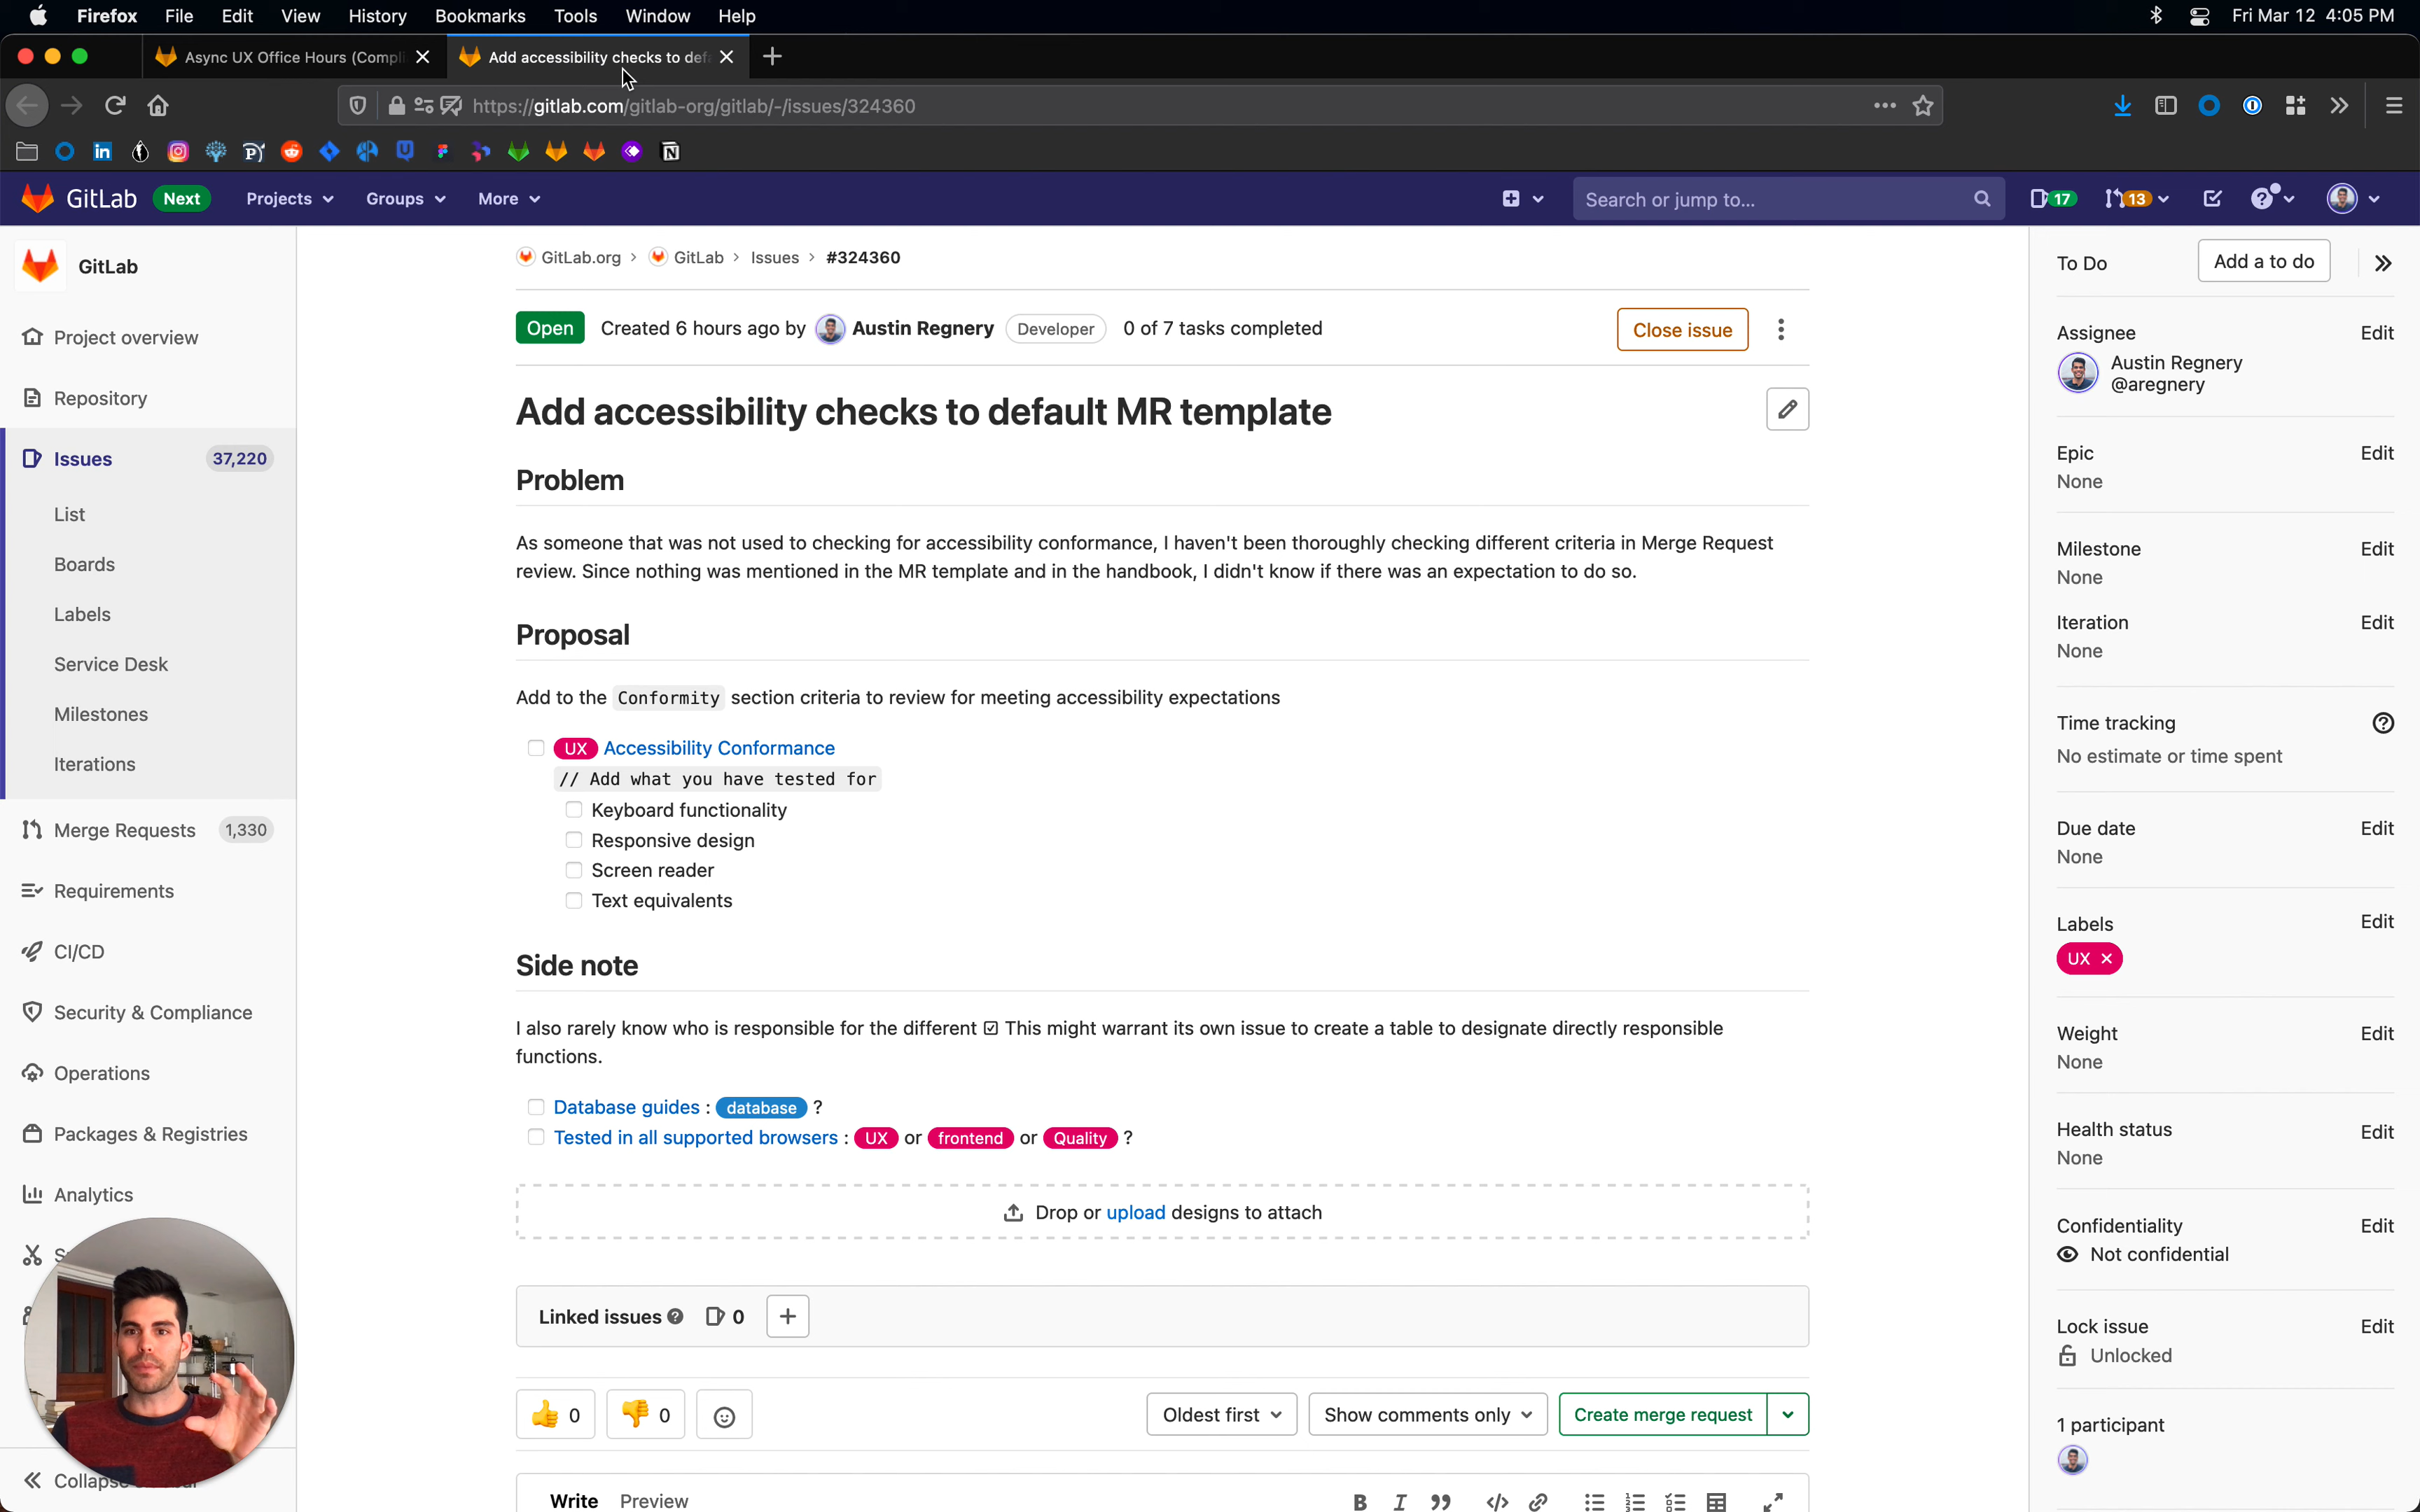 Firefox File Edit View History Bookmarks Tools Window Help Fri Mar 12 4:05 PM
Async UX Office Hours (Compli Add accessibility checks to defa
https://gitlab.com/gitlab-org/gitlab/-/issues/324360
GitLab Next Projects Groups More Search or jump to... 17 13
GitLab
Project overview
Repository
Issues 37,220
List
Boards
Labels
Service Desk
Milestones
Iterations
Merge Requests 1,330
Requirements
CI/CD
Security & Compliance
Operations
Packages & Registries
Analytics
GitLab.org > GitLab > Issues > #324360
Open Created 6 hours ago by Austin Regnery Developer 0 of 7 tasks completed Close issue
Add accessibility checks to default MR template
Problem
As someone that was not used to checking for accessibility conformance, I haven't been thoroughly checking different criteria in Merge Request
review. Since nothing was mentioned in the MR template and in the handbook, I didn't know if there was an expectation to do so.
Proposal
Add to the Conformity section criteria to review for meeting accessibility expectations
UX Accessibility Conformance
// Add what you have tested for
Keyboard functionality
Responsive design
Screen reader
Text equivalents
Side note
I also rarely know who is responsible for the different ☑ This might warrant its own issue to create a table to designate directly responsible
functions.
Database guides : database ?
Tested in all supported browsers : UX or frontend or Quality ?
Drop or upload designs to attach
Linked issues 0
👍 0 👎 0 Oldest first Show comments only Create merge request
Write Preview
To Do Add a to do
Assignee Edit
Austin Regnery
@aregnery
Epic Edit
None
Milestone Edit
None
Iteration Edit
None
Time tracking
No estimate or time spent
Due date Edit
None
Labels Edit
UX ×
Weight Edit
None
Health status Edit
None
Confidentiality Edit
Not confidential
Lock issue Edit
Unlocked
1 participant